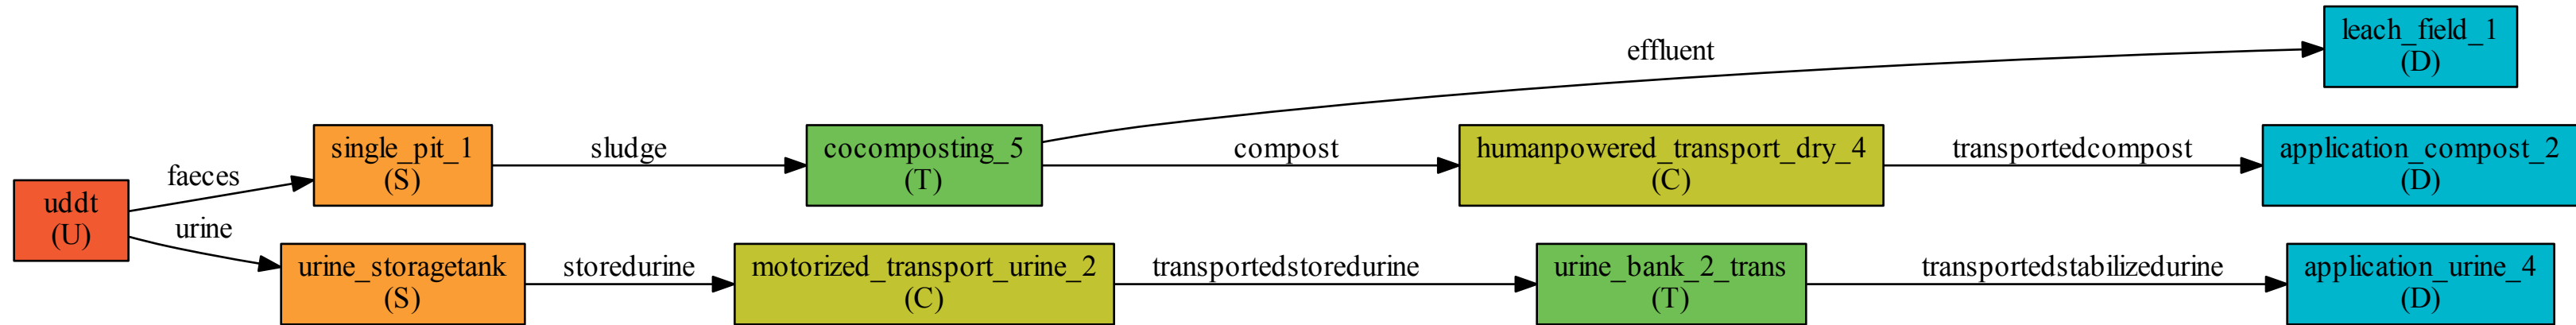 leach_field_1
(D)
effluent
single_pit_1
(S)
sludge
cocomposting_5
(T)
compost
humanpowered_transport_dry_4
(C)
transportedcompost
application_compost_2
(D)
faeces
uddt
(U)
urine
urine_storagetank
(S)
storedurine
motorized_transport_urine_2
(C)
transportedstoredurine
urine_bank_2_trans
(T)
transportedstabilizedurine
application_urine_4
(D)